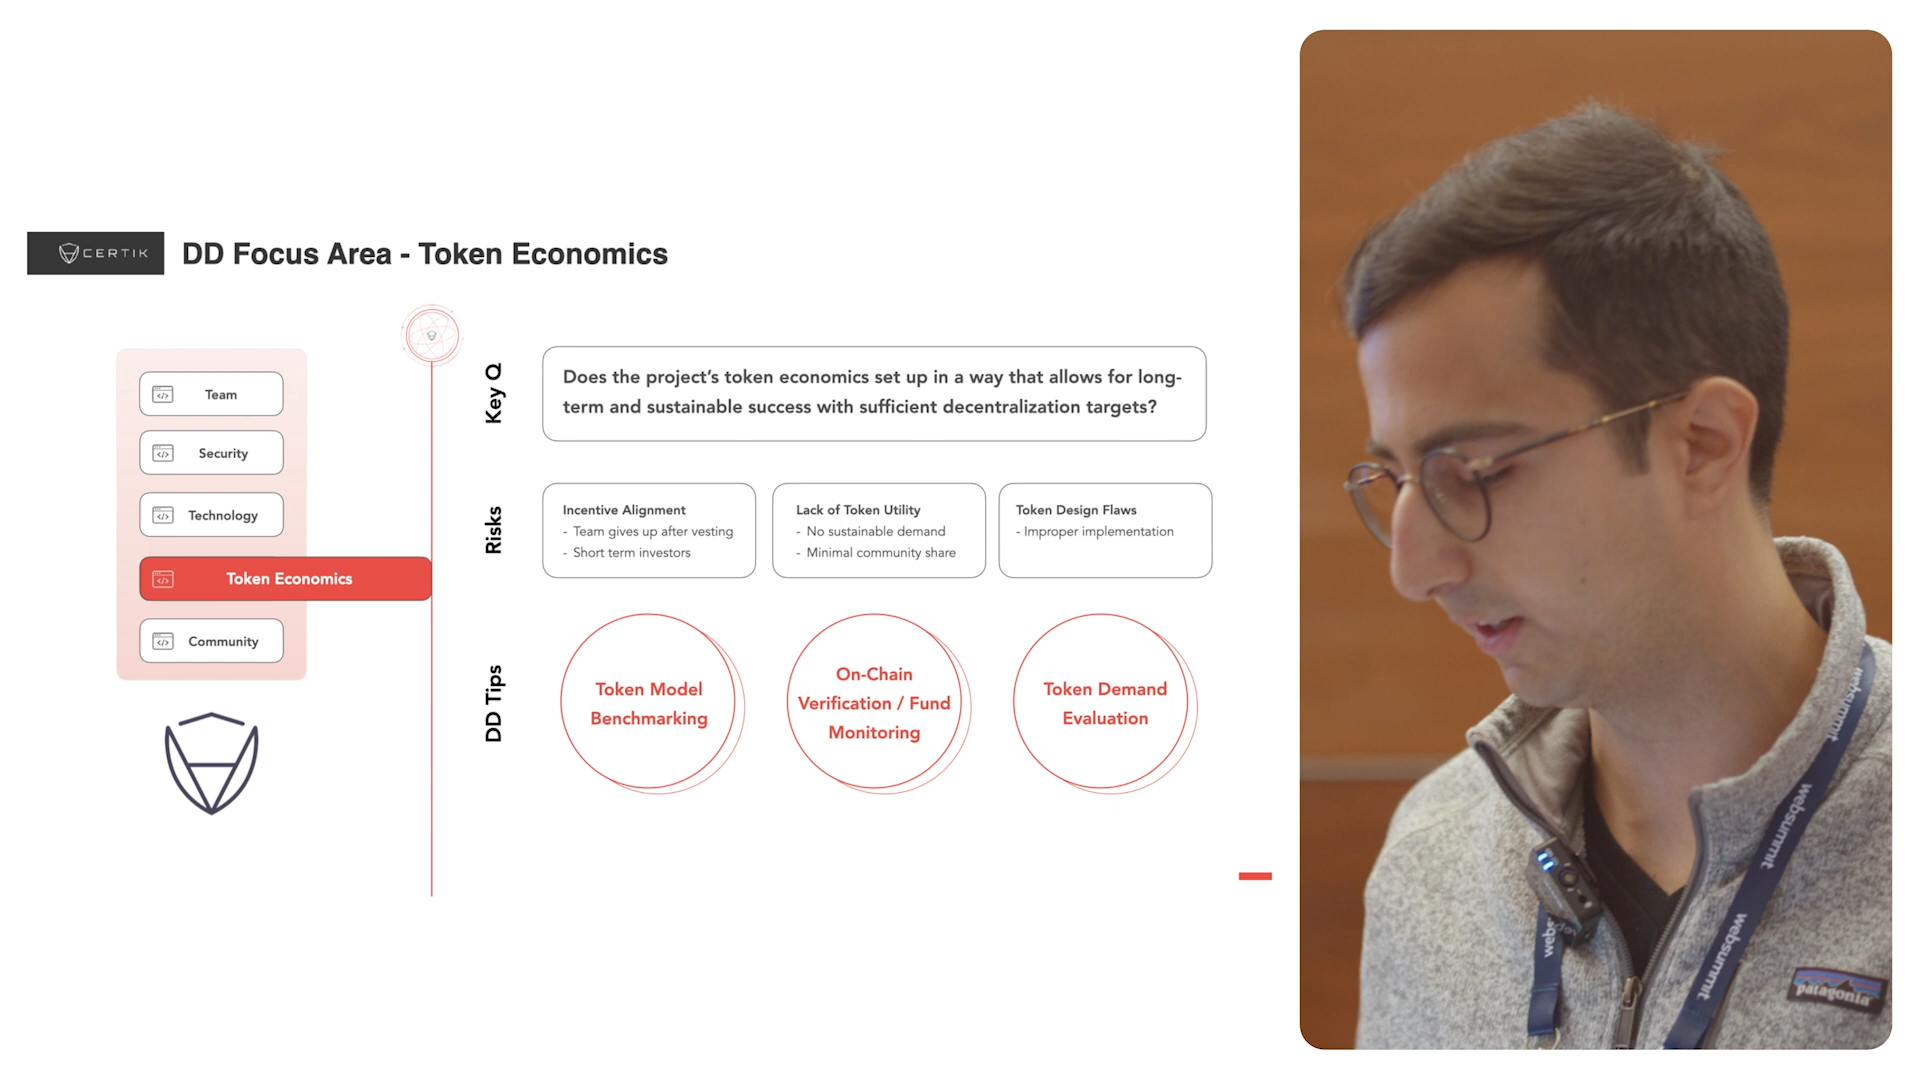 CERTIK
DD Focus Area - Token Economics
Team
Security
Technology
Token Economics
Community
Key Q
Does the project’s token economics set up in a way that allows for long-
term and sustainable success with sufficient decentralization targets?
Risks
Incentive Alignment
- Team gives up after vesting
- Short term investors
Lack of Token Utility
- No sustainable demand
- Minimal community share
Token Design Flaws
- Improper implementation
DD Tips
Token Model
Benchmarking
On-Chain
Verification / Fund
Monitoring
Token Demand
Evaluation
websummit
websummit
websummit
webs
patagonia